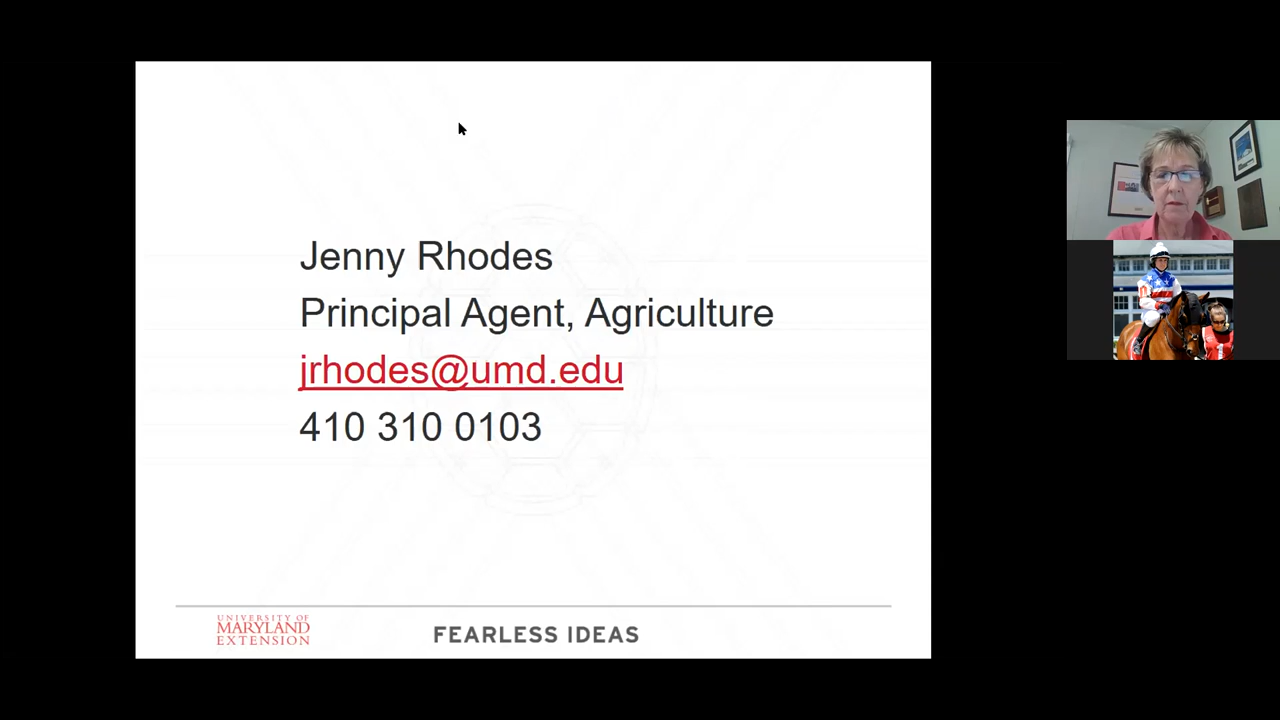 Jenny Rhodes
Principal Agent, Agriculture
jrhodes@umd.edu
410 310 0103
UNIVERSITY OF
MARYLAND
EXTENSION
FEARLESS IDEAS